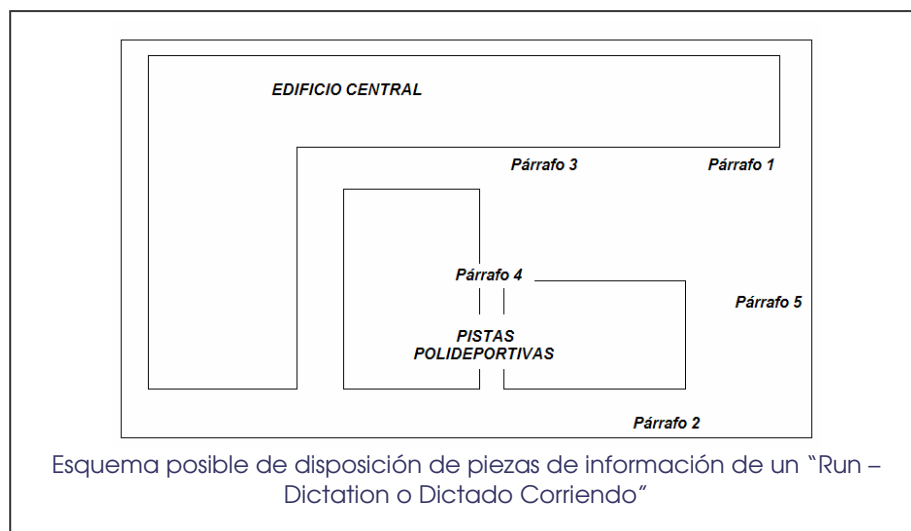 EDIFICIO CENTRAL
Párrafo 3
Párrafo 1
Párrafo 4
Párrafo 5
PISTAS
POLIDEPORTIVAS
Párrafo 2
Esquema posible de disposición de piezas de información de un “Run –
Dictation o Dictado Corriendo”